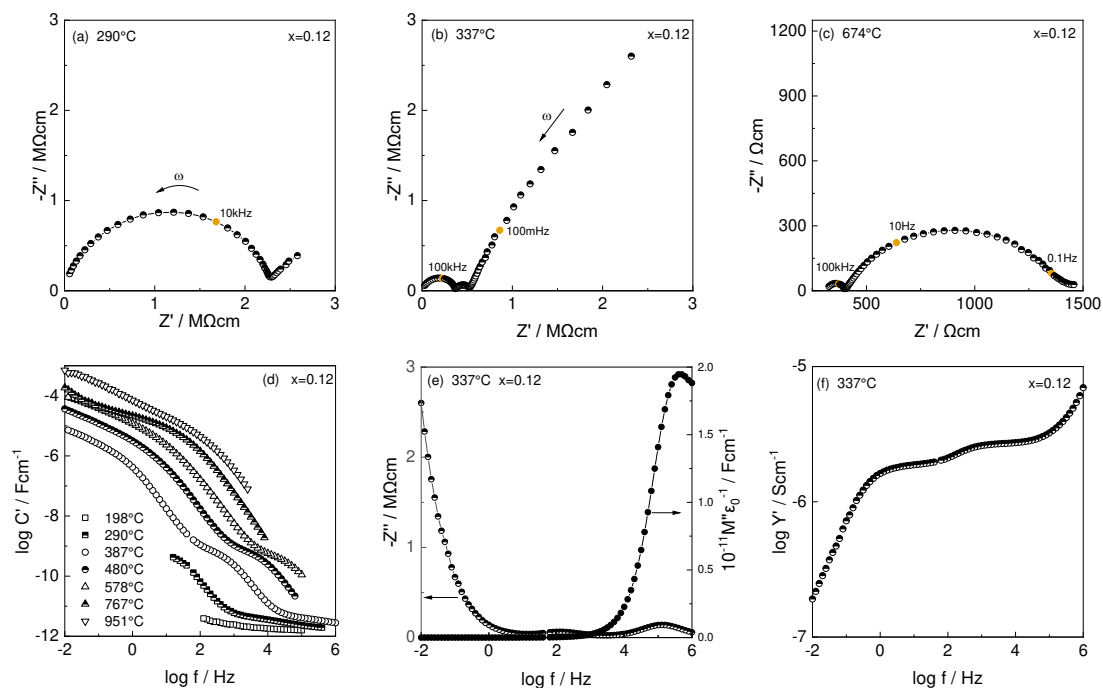 (a) 290°C x=0.12
3
2
1
0
-Z'' / MΩcm
ω
10kHz
0 1 2 3
Z' / MΩcm
(b) 337°C x=0.12
3
2
1
0
-Z'' / MΩcm
ω
100mHz
100kHz
0 1 2 3
Z' / MΩcm
(c) 674°C x=0.12
1200
900
600
300
0
-Z'' / Ωcm
100kHz
10Hz
0.1Hz
500 1000 1500
Z' / Ωcm
(d) x=0.12
-4
-6
-8
-10
-12
log C' / Fcm-1
198°C
290°C
387°C
480°C
578°C
767°C
951°C
-2 0 2 4 6
log f / Hz
(e) 337°C x=0.12
3
2
1
0
-Z'' / MΩcm
2.0
1.5
1.0
0.5
0.0
10-11M''ε0-1 / Fcm-1
-2 0 2 4 6
log f / Hz
(f) 337°C x=0.12
-5
-6
-7
log Y' / Scm-1
-2 0 2 4 6
log f / Hz